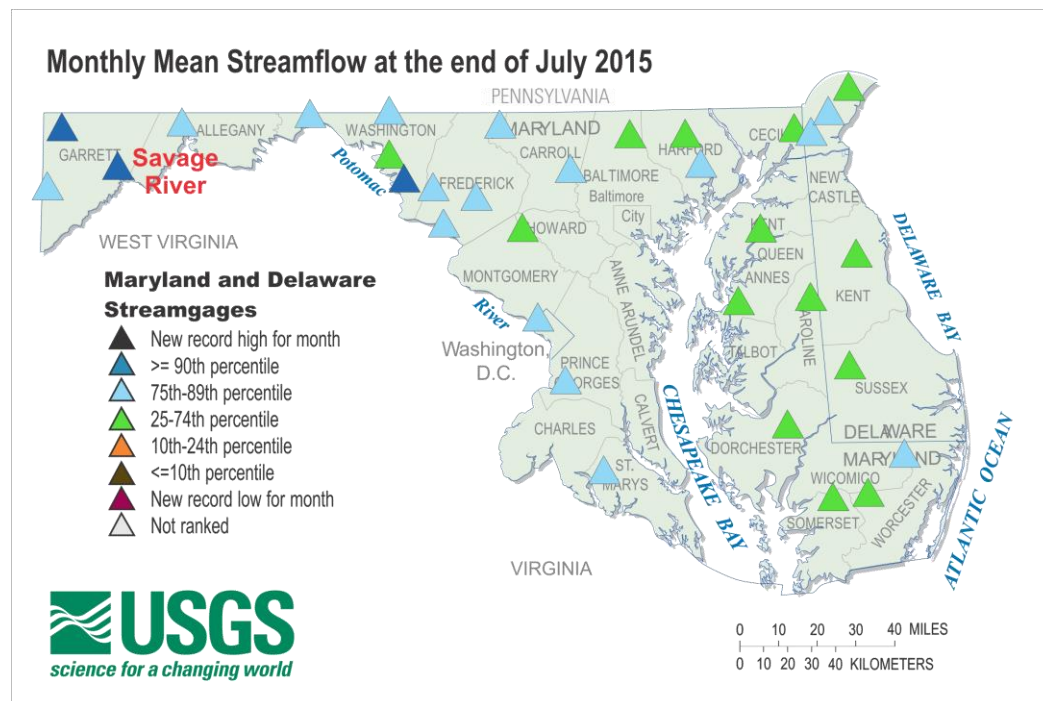 Monthly Mean Streamflow at the end of July 2015
PENNSYLVANIA
MARYLAND
ALLEGANY
WASHINGTON
CARROLL
HARFORD
CECIL
GARRETT
Savage
River
Potomac
FREDERICK
BALTIMORE
Baltimore
City
NEW
CASTLE
WEST VIRGINIA
HOWARD
KENT
QUEEN
ANNES
DELAWARE BAY
MONTGOMERY
ANNE ARUNDEL
KENT
CAROLINE
River
Washington,
D.C.
TALBOT
PRINCE
GEORGES
SUSSEX
CALVERT
CHESAPEAKE BAY
CHARLES
DORCHESTER
DELAWARE
MARYLAND
ST.
MARYS
WICOMICO
SOMERSET
WORCESTER
ATLANTIC OCEAN
VIRGINIA
Maryland and Delaware
Streamgages
New record high for month
>= 90th percentile
75th-89th percentile
25-74th percentile
10th-24th percentile
<=10th percentile
New record low for month
Not ranked
USGS
science for a changing world
0 10 20 30 40 MILES
0 10 20 30 40 KILOMETERS